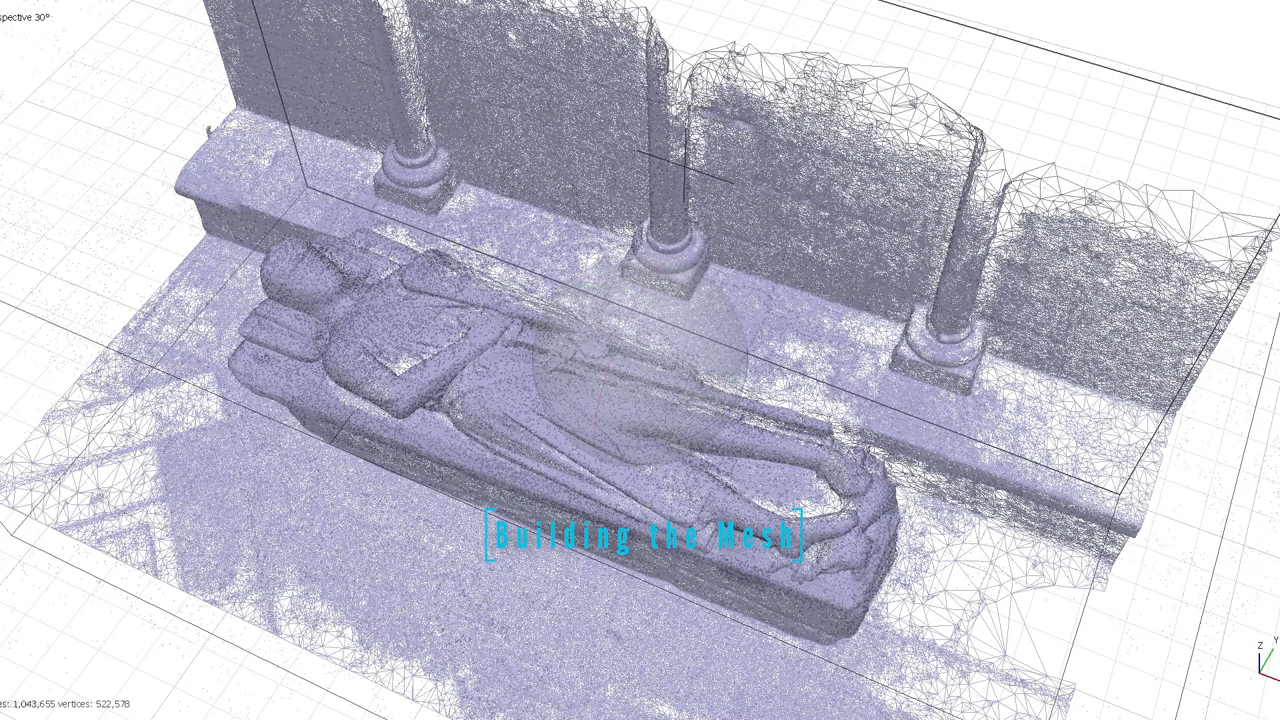 spective 30°
[Building the Mesh]
Z Y
es: 1,043,655 vertices: 522,578